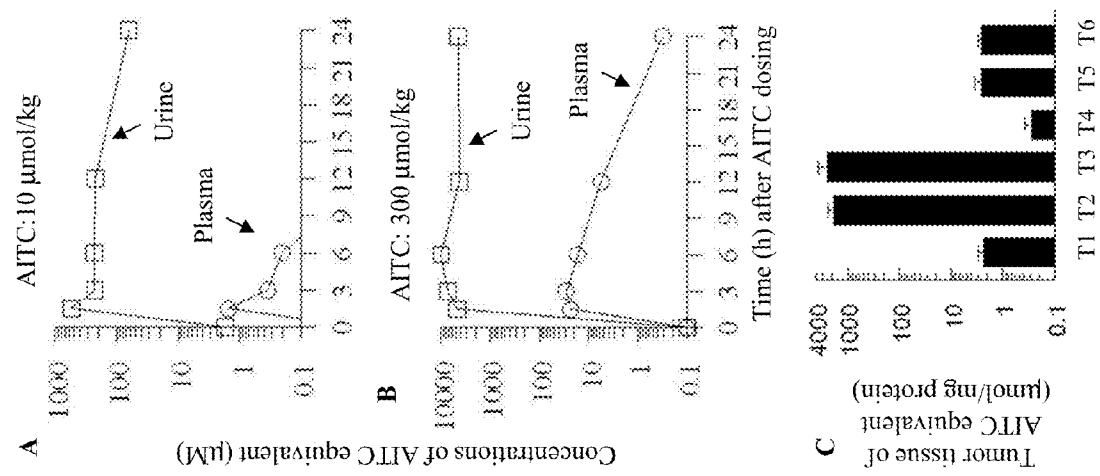 A
AITC:10 µmol/kg
1000
100
10
1
0.1
Urine
Plasma
0 3 6 9 12 15 18 21 24
B
AITC: 300 µmol/kg
10000
1000
100
10
1
0.1
Urine
Plasma
0 3 6 9 12 15 18 21 24
Time (h) after AITC dosing
Concentrations of AITC equivalent (µM)
C
Tumor tissue of
AITC equivalent
(µmol/mg protein)
4000
1000
100
10
1
0.1
T1 T2 T3 T4 T5 T6